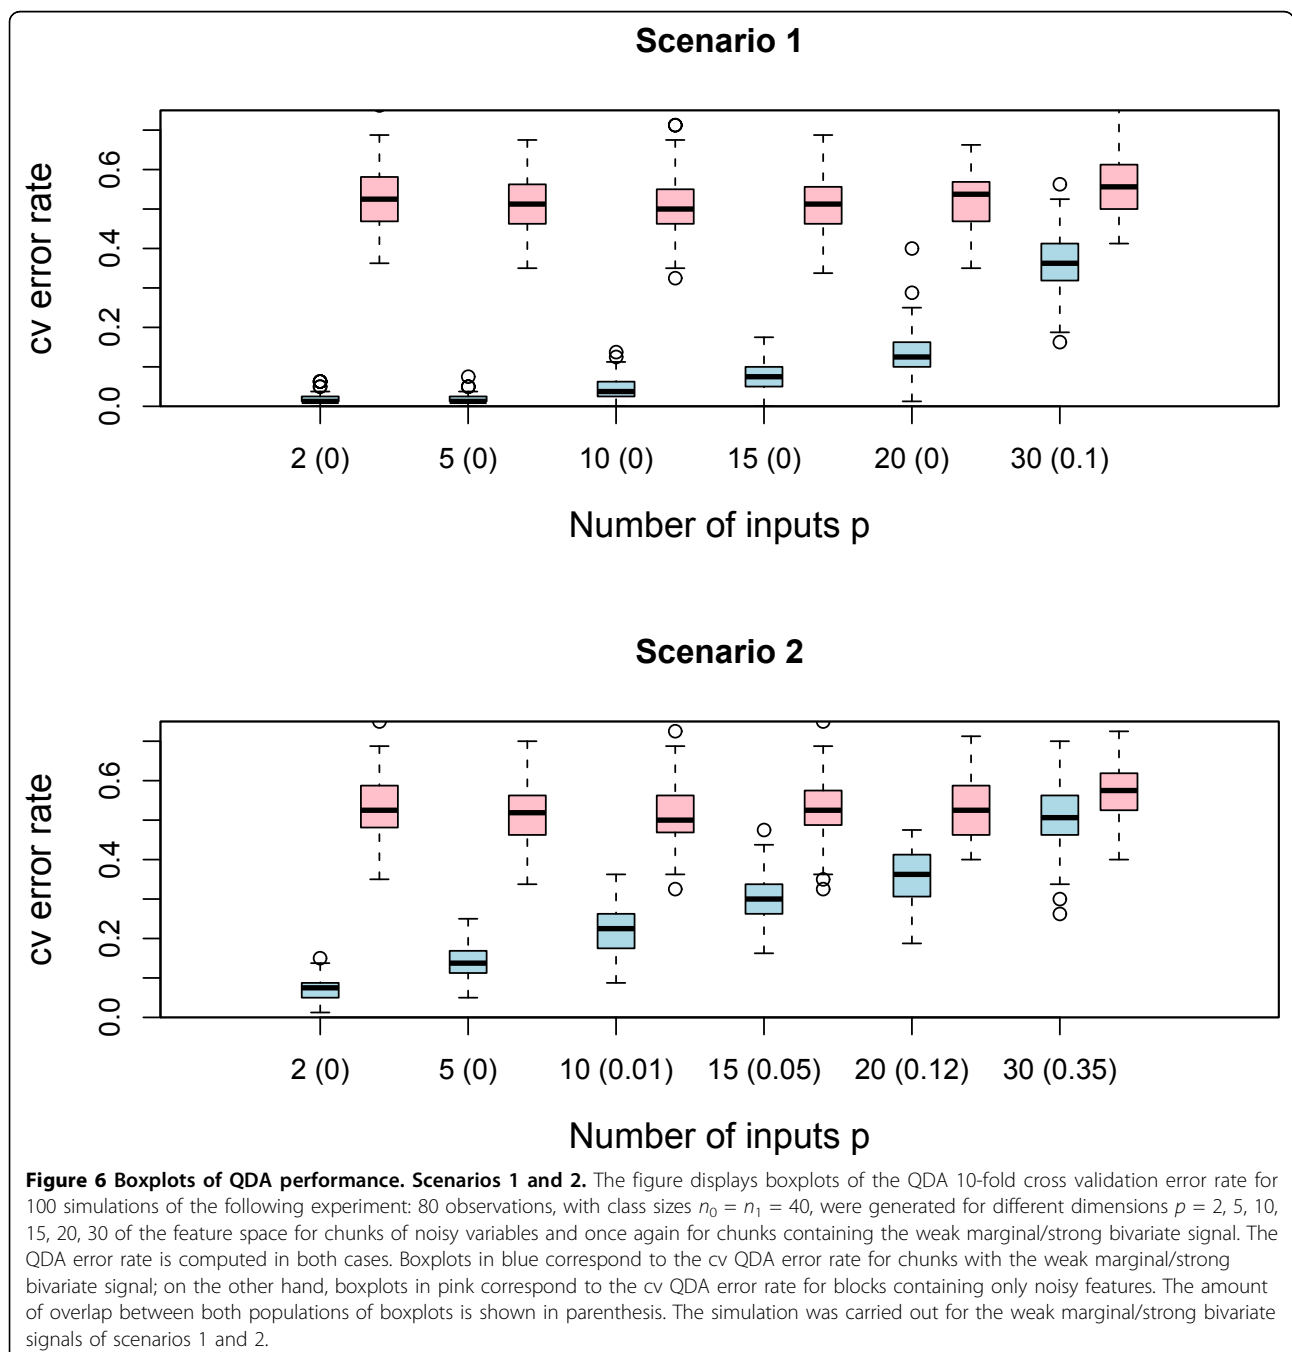 Scenario 1
cv error rate
0.0 0.2 0.4 0.6
2 (0) 5 (0) 10 (0) 15 (0) 20 (0) 30 (0.1)
Number of inputs p
Scenario 2
cv error rate
0.0 0.2 0.4 0.6
2 (0) 5 (0) 10 (0.01) 15 (0.05) 20 (0.12) 30 (0.35)
Number of inputs p
Figure 6 Boxplots of QDA performance. Scenarios 1 and 2. The figure displays boxplots of the QDA 10-fold cross validation error rate for
100 simulations of the following experiment: 80 observations, with class sizes n₀ = n₁ = 40, were generated for different dimensions p = 2, 5, 10,
15, 20, 30 of the feature space for chunks of noisy variables and once again for chunks containing the weak marginal/strong bivariate signal. The
QDA error rate is computed in both cases. Boxplots in blue correspond to the cv QDA error rate for chunks with the weak marginal/strong
bivariate signal; on the other hand, boxplots in pink correspond to the cv QDA error rate for blocks containing only noisy features. The amount
of overlap between both populations of boxplots is shown in parenthesis. The simulation was carried out for the weak marginal/strong bivariate
signals of scenarios 1 and 2.